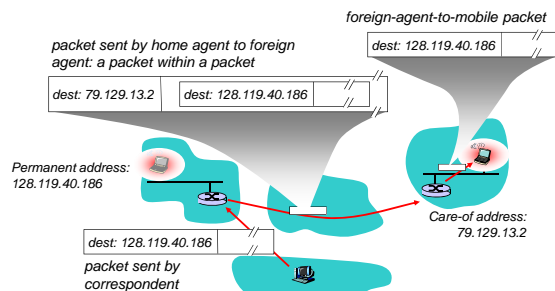 foreign-agent-to-mobile packet
dest: 128.119.40.186
packet sent by home agent to foreign
agent: a packet within a packet
dest: 79.129.13.2
dest: 128.119.40.186
Permanent address:
128.119.40.186
Care-of address:
79.129.13.2
dest: 128.119.40.186
packet sent by
correspondent